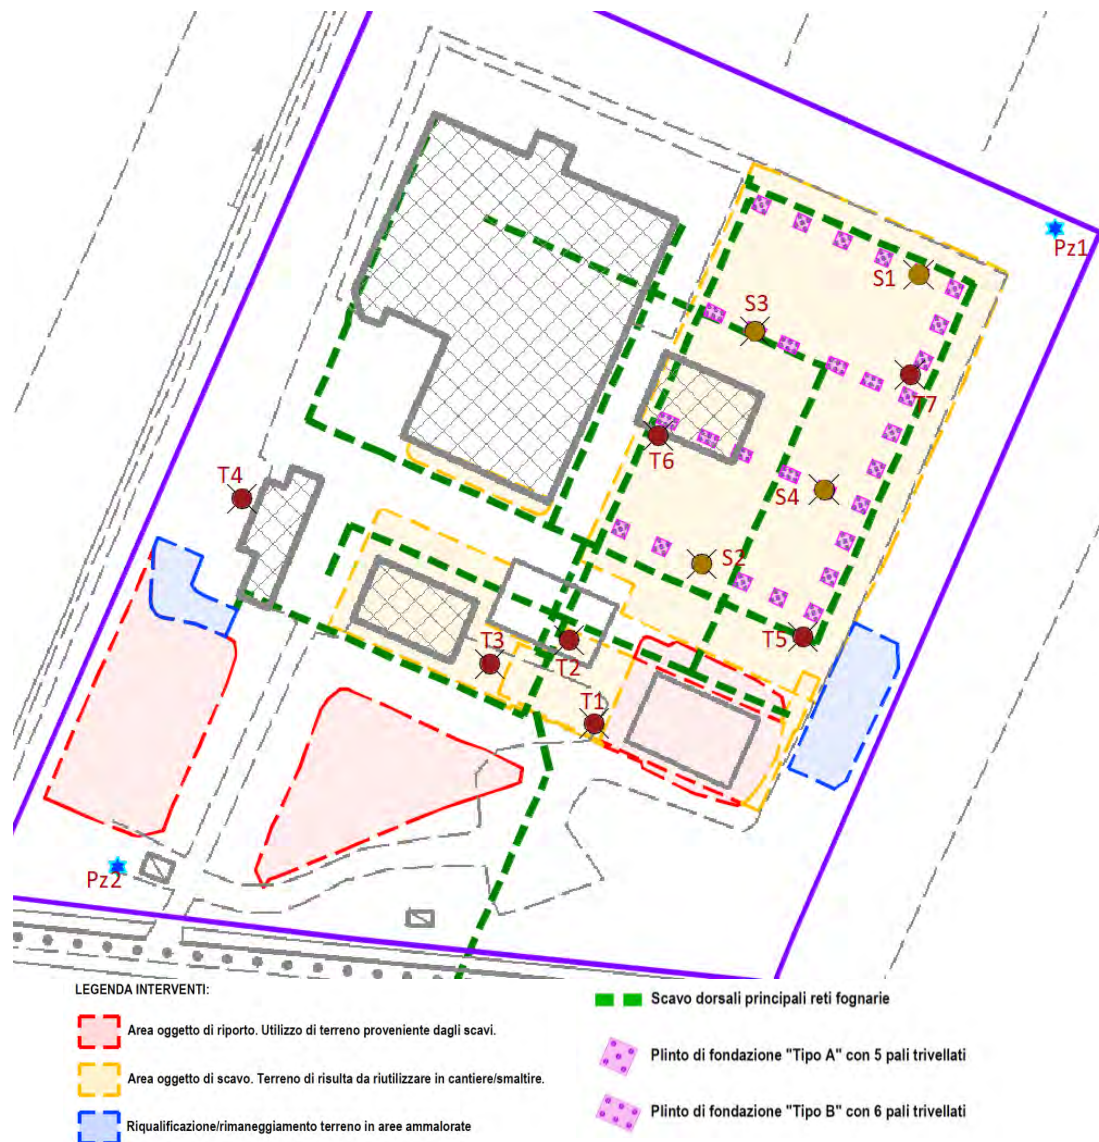 Pz1
S1
S3
T7
T6
T4
S4
S2
T5
T3
T2
T1
Pz2
LEGENDA INTERVENTI:
Area oggetto di riporto. Utilizzo di terreno proveniente dagli scavi.
Area oggetto di scavo. Terreno di risulta da riutilizzare in cantiere/smaltire.
Riqualificazione/rimaneggiamento terreno in aree ammalorate
Scavo dorsali principali reti fognarie
Plinto di fondazione "Tipo A" con 5 pali trivellati
Plinto di fondazione "Tipo B" con 6 pali trivellati